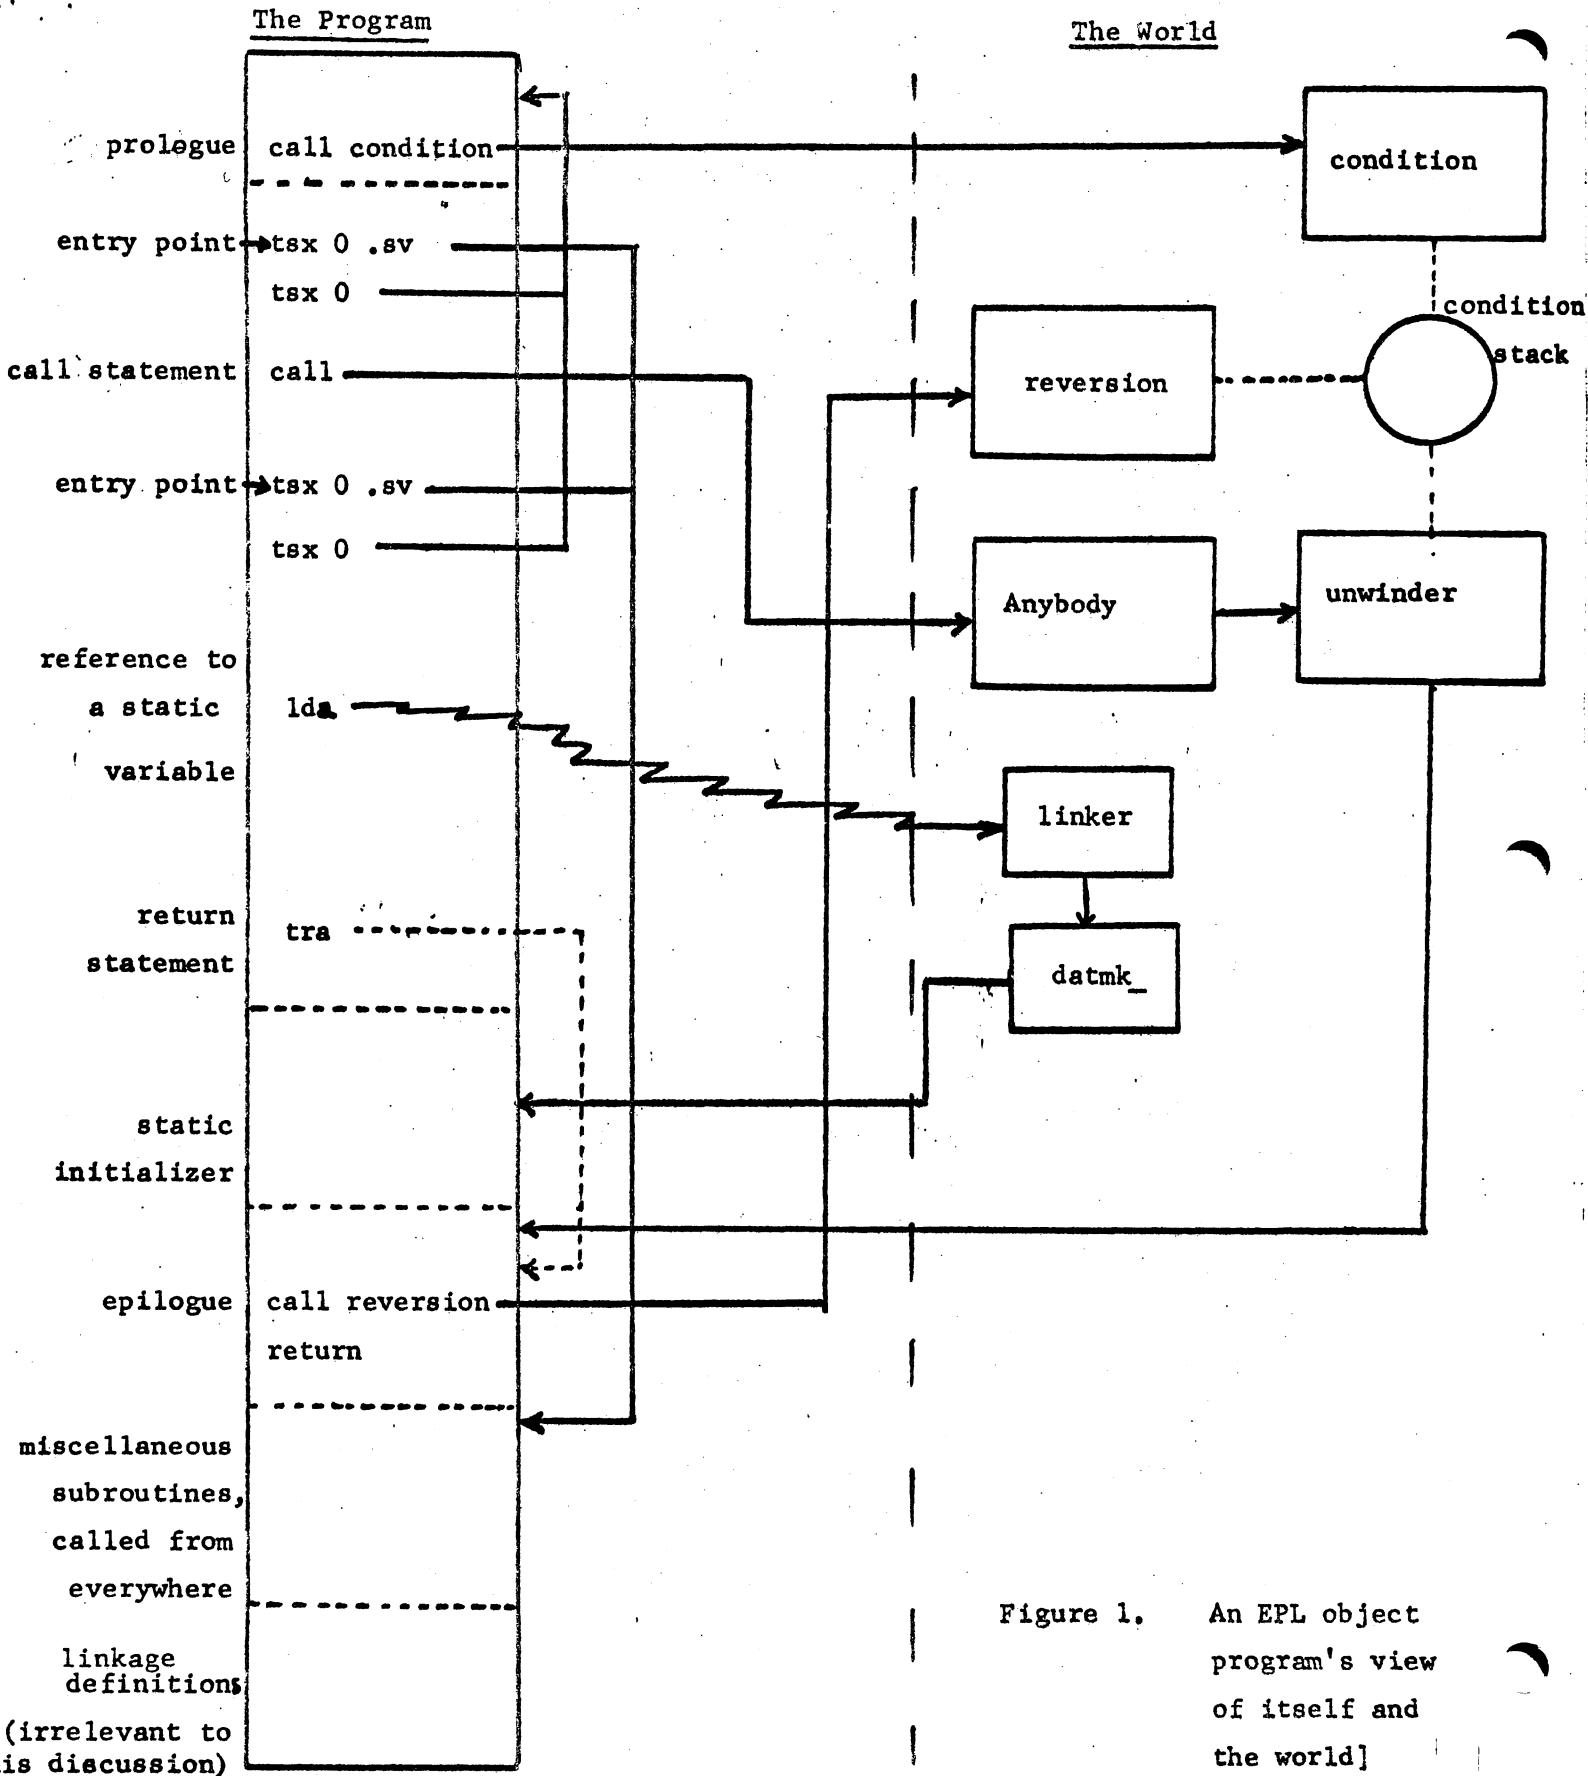 The Program
The World
prologue
call condition
condition
entry point
tsx 0 .sv
tsx 0
condition
stack
call statement
call
reversion
entry point
tsx 0 .sv
tsx 0
Anybody
unwinder
reference to
a static
variable
lda
linker
return
statement
tra
datmk_
static
initializer
epilogue
call reversion
return
miscellaneous
subroutines,
called from
everywhere
linkage
definitions
(irrelevant to
is discussion)
Figure 1.
An EPL object
program's view
of itself and
the world]